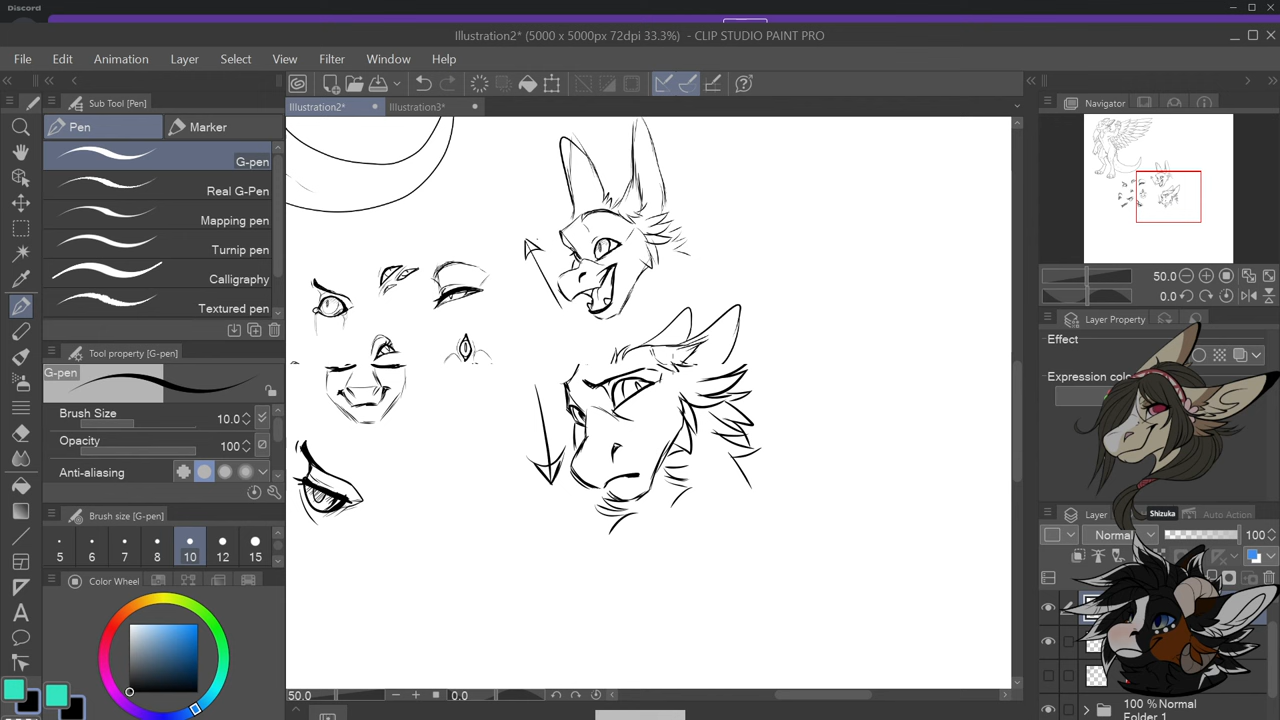 Discord
Illustration2* (5000 x 5000px 72dpi 33.3%) - CLIP STUDIO PAINT PRO
File Edit Animation Layer Select View Filter Window Help
Sub Tool [Pen]
Illustration2* Illustration3*
Navigator
Pen Marker
G-pen
Real G-Pen
Mapping pen
Turnip pen
Calligraphy
Textured pen
50.0
0.0
Layer Property
Effect
Expression colo
Tool property [G-pen]
G-pen
Brush Size 10.0
Opacity 100
Anti-aliasing
Brush size [G-pen]
5 6 7 8 10 12 15
Layer Shizuka Auto Action
Normal 100
Color Wheel
100 % Normal
Folder 1
50.0 0.0